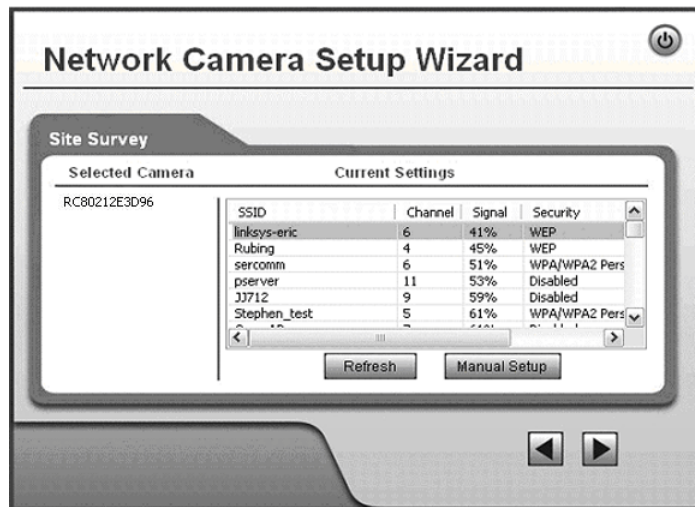 Network Camera Setup Wizard
Site Survey
Selected Camera Current Settings
RC80212E3D96
SSID Channel Signal Security
linksys-eric 6 41% WEP
Rubing 4 45% WEP
sercomm 6 51% WPA/WPA2 Pers
pserver 11 53% Disabled
JJ712 9 59% Disabled
Stephen_test 5 61% WPA/WPA2 Pers
Refresh Manual Setup